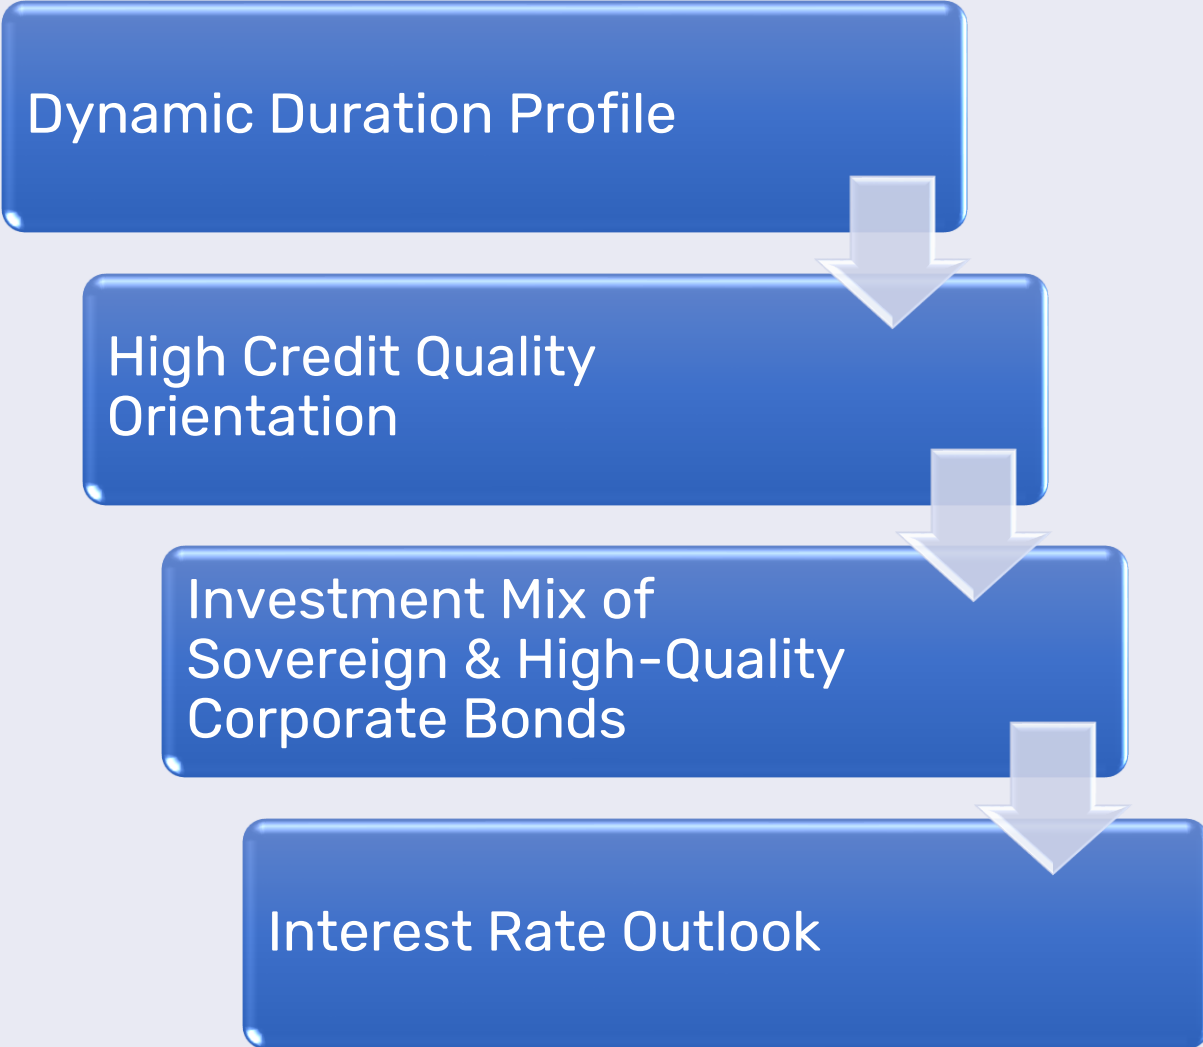 Dynamic Duration Profile
High Credit Quality
Orientation
Investment Mix of
Sovereign & High-Quality
Corporate Bonds
Interest Rate Outlook